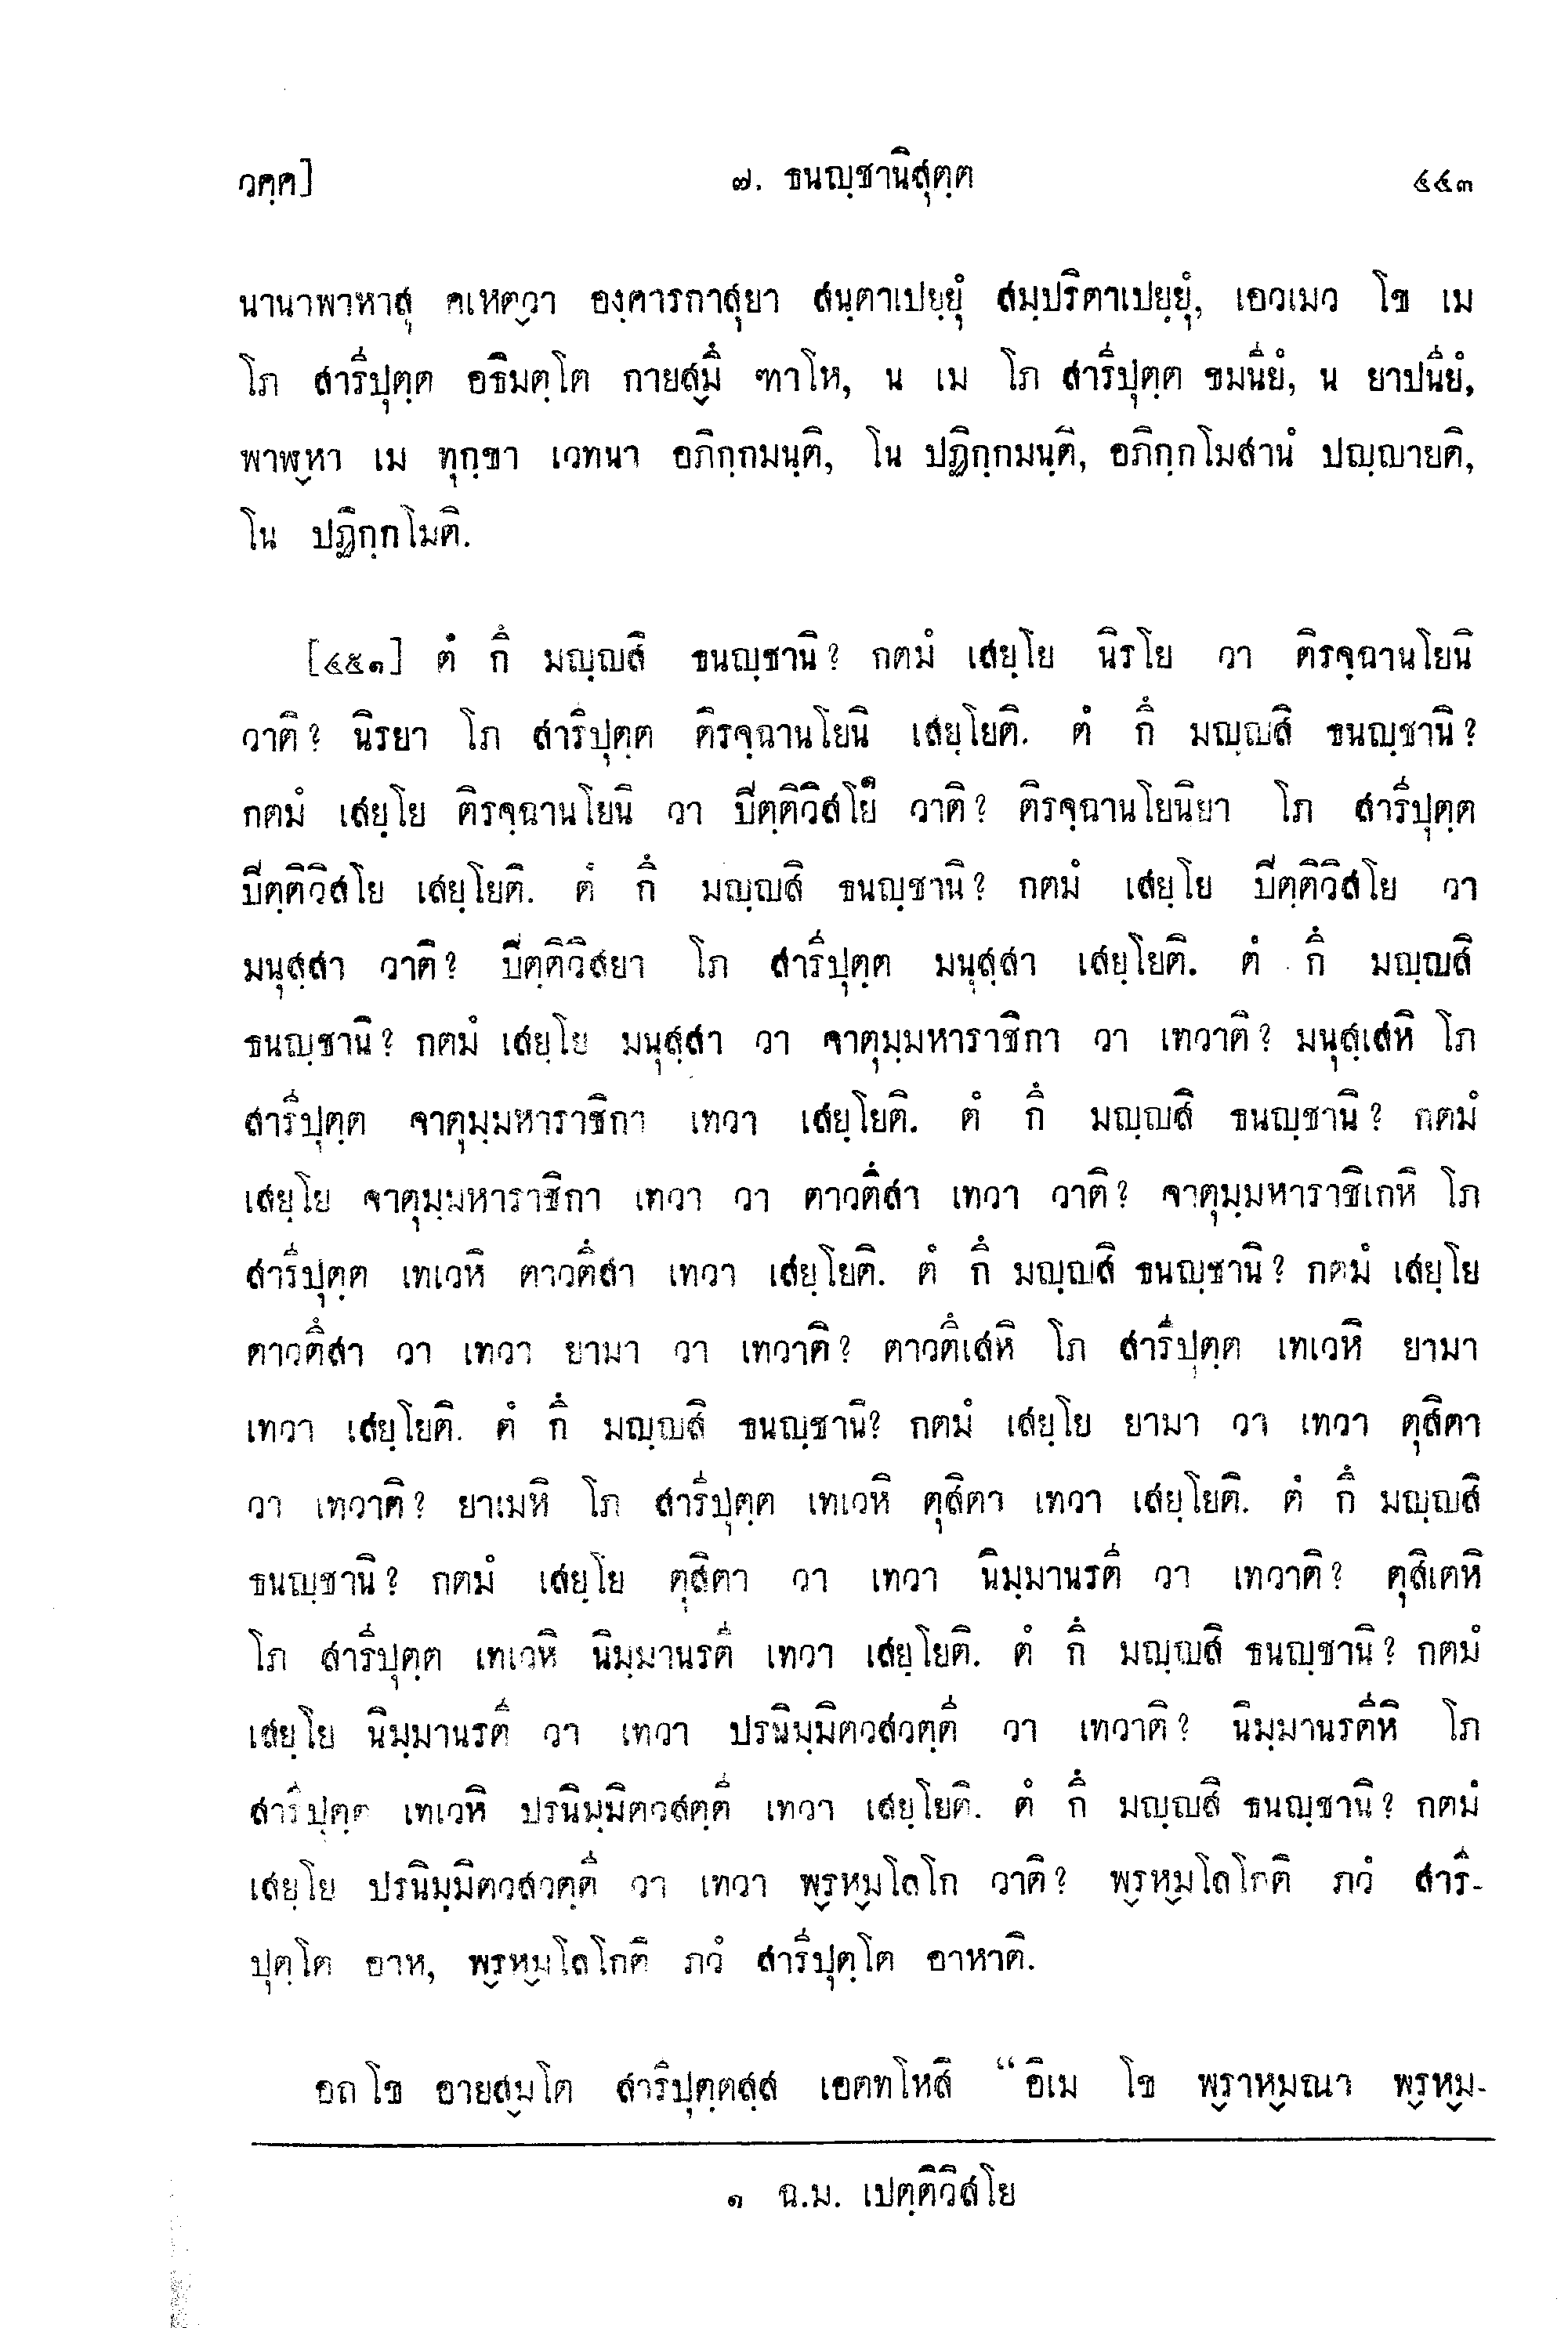 วคฺค] ๗. ธนญฺชานิสุตฺต ๔๔๓
นานาพาหาสุ คเหตฺวา องฺคารกาสุยา สนฺตาเปยฺยุํ สมฺปริตาเปยฺยุํ, เอวเมว โข เม
โภ สารีปุตฺต อธิมตฺโต กายสฺมึ ฑาโห, น เม โภ สารีปุตฺต ขมนียํ, น ยาปนียํ,
พาฬฺหา เม ทุกฺขา เวทนา อภิกฺกมนฺติ, โน ปฏิกฺกมนฺติ, อภิกฺกโมสานํ ปญฺญายติ,
โน ปฏิกฺกโมติ.
[๔๕๑] ตํ กึ มญฺญสิ ธนญฺชานิ? กตมํ เสยฺโย นิรโย วา ติรจฺฉานโยนิ
วาติ? นิรยา โภ สาริปุตฺต ติรจฺฉานโยนิ เสยฺโยติ. ตํ กึ มญฺญสิ ธนญฺชานิ?
กตมํ เสยฺโย ติรจฺฉานโยนิ วา ปีตฺติวิสโย๑ วาติ? ติรจฺฉานโยนิยา โภ สารีปุตฺต
ปีตฺติวิสโย เสยฺโยติ. ตํ กึ มญฺญสิ ธนญฺชานิ? กตมํ เสยฺโย ปีตฺติวิสโย วา
มนุสฺสา วาติ? ปีตฺติวิสยา โภ สารีปุตฺต มนุสฺสา เสยฺโยติ. ตํ กึ มญฺญสิ
ธนญฺชานิ? กตมํ เสยฺโย มนุสฺสา วา จาตุมฺมหาราชิกา วา เทวาติ? มนุสฺเสหิ โภ
สารีปุตฺต จาตุมฺมหาราชิกา เทวา เสยฺโยติ. ตํ กึ มญฺญสิ ธนญฺชานิ? กตมํ
เสยฺโย จาตุมฺมหาราชิกา เทวา วา ตาวตึสา เทวา วาติ? จาตุมฺมหาราชิเกหิ โภ
สารีปุตฺต เทเวหิ ตาวตึสา เทวา เสยฺโยติ. ตํ กึ มญฺญสิ ธนญฺชานิ? กตมํ เสยฺโย
ตาวตึสา วา เทวา ยามา วา เทวาติ? ตาวตึเสหิ โภ สารีปุตฺต เทเวหิ ยามา
เทวา เสยฺโยติ. ตํ กึ มญฺญสิ ธนญฺชานิ? กตมํ เสยฺโย ยามา วา เทวา ตุสิตา
วา เทวาติ? ยาเมหิ โภ สารีปุตฺต เทเวหิ ตุสิตา เทวา เสยฺโยติ. ตํ กึ มญฺญสิ
ธนญฺชานิ? กตมํ เสยฺโย ตุสิตา วา เทวา นิมฺมานรตี วา เทวาติ? ตุสิเตหิ
โภ สารีปุตฺต เทเวหิ นิมฺมานรตี เทวา เสยฺโยติ. ตํ กึ มญฺญสิ ธนญฺชานิ? กตมํ
เสยฺโย นิมฺมานรตี วา เทวา ปรนิมฺมิตวสวตฺตี วา เทวาติ? นิมฺมานรตีหิ โภ
สารีปุตฺต เทเวหิ ปรนิมฺมิตวสตฺตี เทวา เสยฺโยติ. ตํ กึ มญฺญสิ ธนญฺชานิ? กตมํ
เสยฺโย ปรนิมฺมิตวสวตฺตี วา เทวา พฺรหฺมโลโก วาติ? พฺรหฺมโลโกติ ภวํ สารี-
ปุตฺโต อาห, พฺรหฺมโลโกติ ภวํ สารีปุตฺโต อาหาติ.
อถ โข อายสฺมโต สาริปุตฺตสฺส เอตทโหสิ “อิเม โข พฺราหฺมณา พฺรหฺม-
๑ ฉ.ม. เปตฺติวิสโย